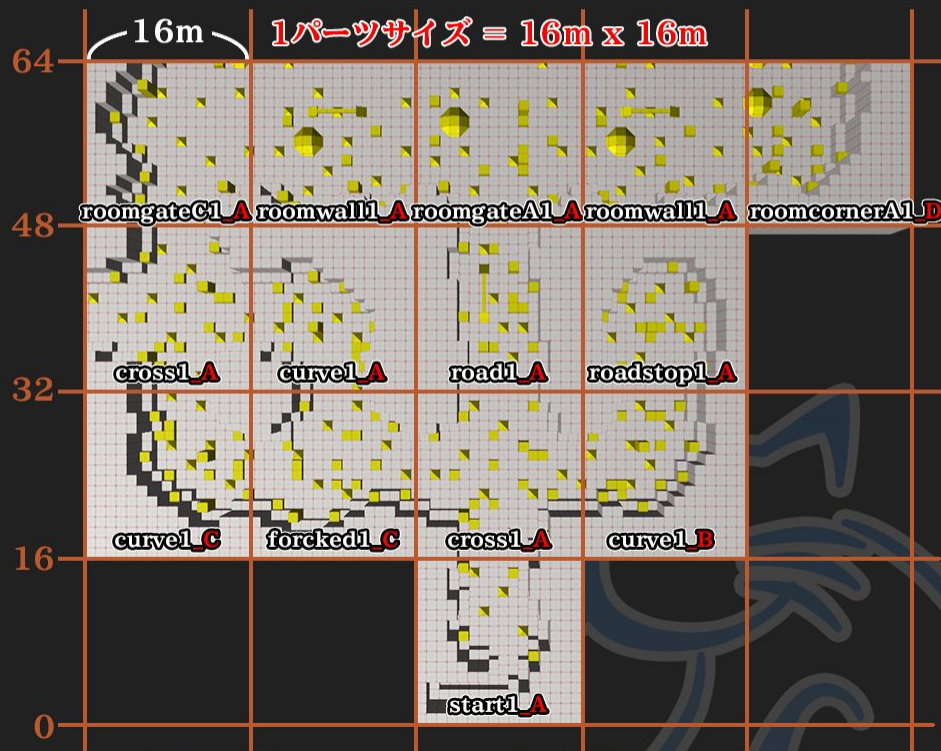 16m
1パーツサイズ = 16m x 16m
64
roomgateC1_A roomwall1_A roomgateA1_A roomwall1_A roomcornerA1_D
48
cross1_A curve1_A road1_A roadstop1_A
32
curve1_C forcked1_C cross1_A curve1_B
16
start1_A
0